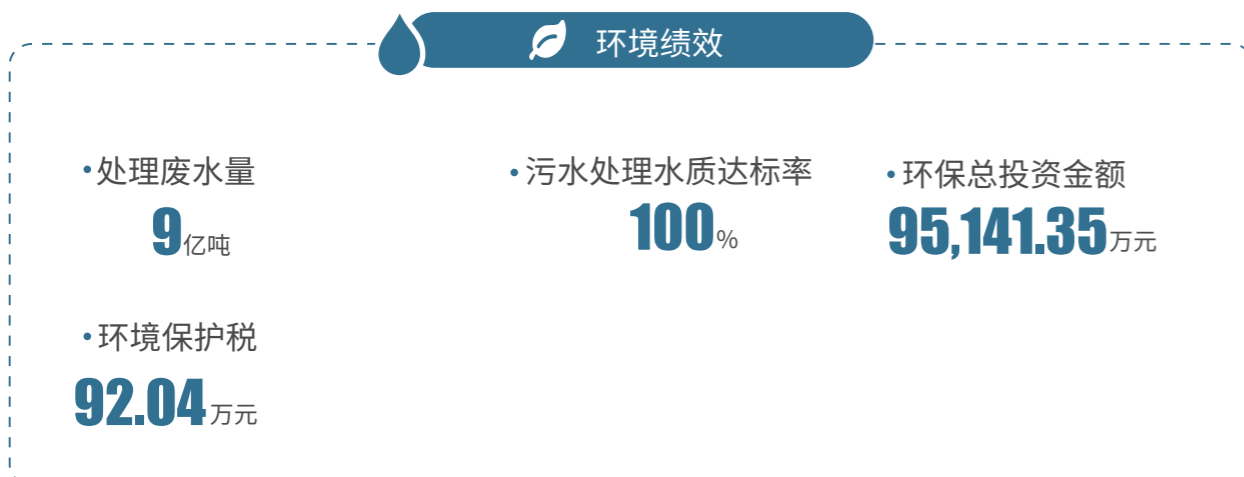 环境绩效
•处理废水量
9亿吨
•污水处理水质达标率
100%
•环保总投资金额
95,141.35万元
•环境保护税
92.04万元